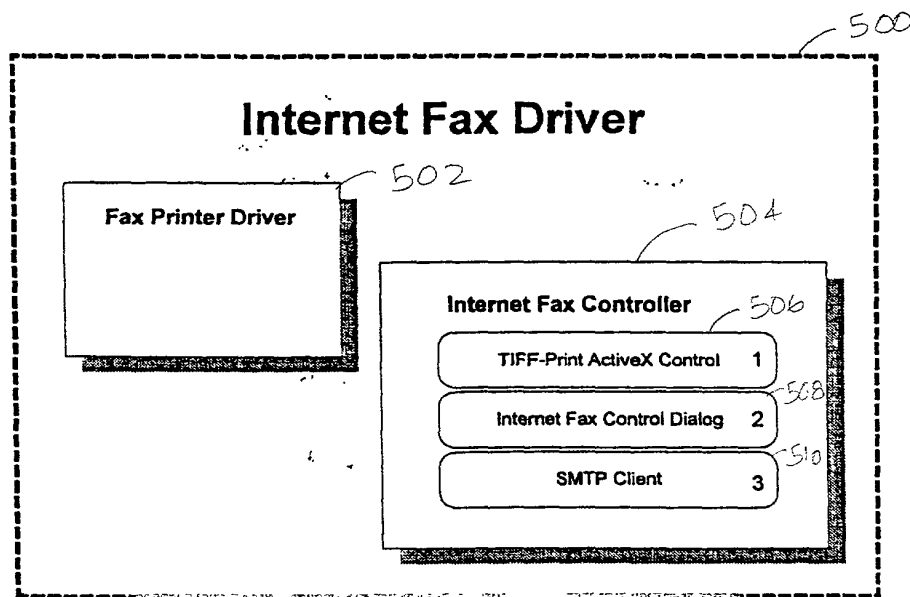 500
Internet Fax Driver
502
Fax Printer Driver
504
Internet Fax Controller
506
TIFF-Print ActiveX Control 1
508
Internet Fax Control Dialog 2
510
SMTP Client 3